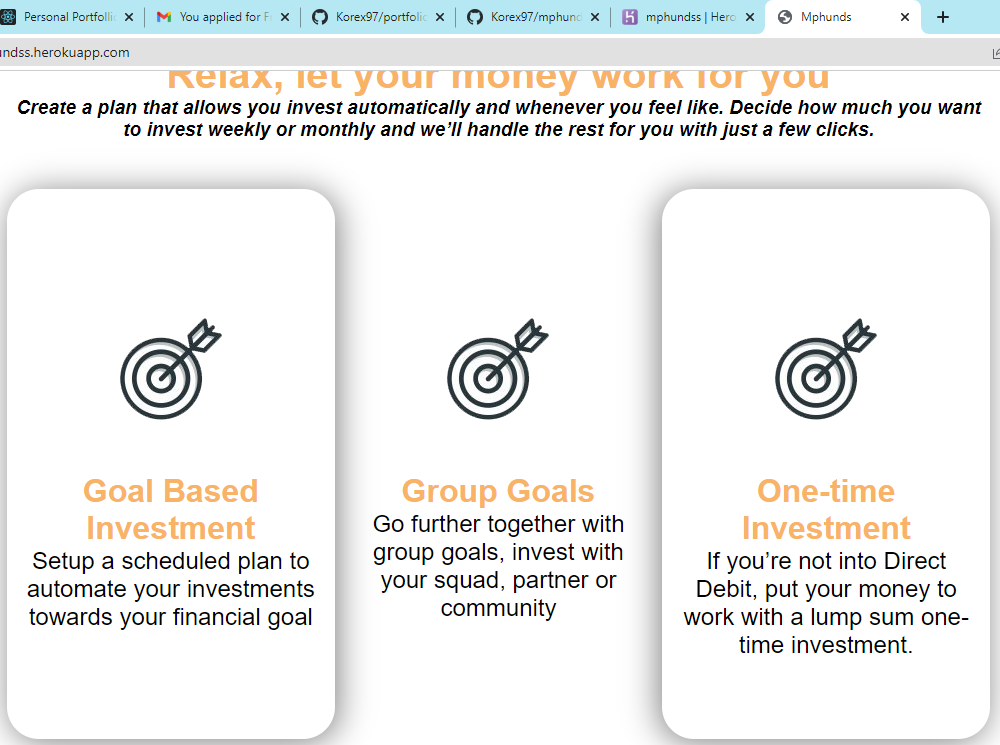 Personal Portfoli
You applied for F
Korex97/portfolio
Korex97/mphund
mphundss | Hero
Mphunds
ndss.herokuapp.com
Relax, let your money work for you
Create a plan that allows you invest automatically and whenever you feel like. Decide how much you want
to invest weekly or monthly and we’ll handle the rest for you with just a few clicks.
Goal Based
Investment
Setup a scheduled plan to
automate your investments
towards your financial goal
Group Goals
Go further together with
group goals, invest with
your squad, partner or
community
One-time
Investment
If you’re not into Direct
Debit, put your money to
work with a lump sum one-
time investment.